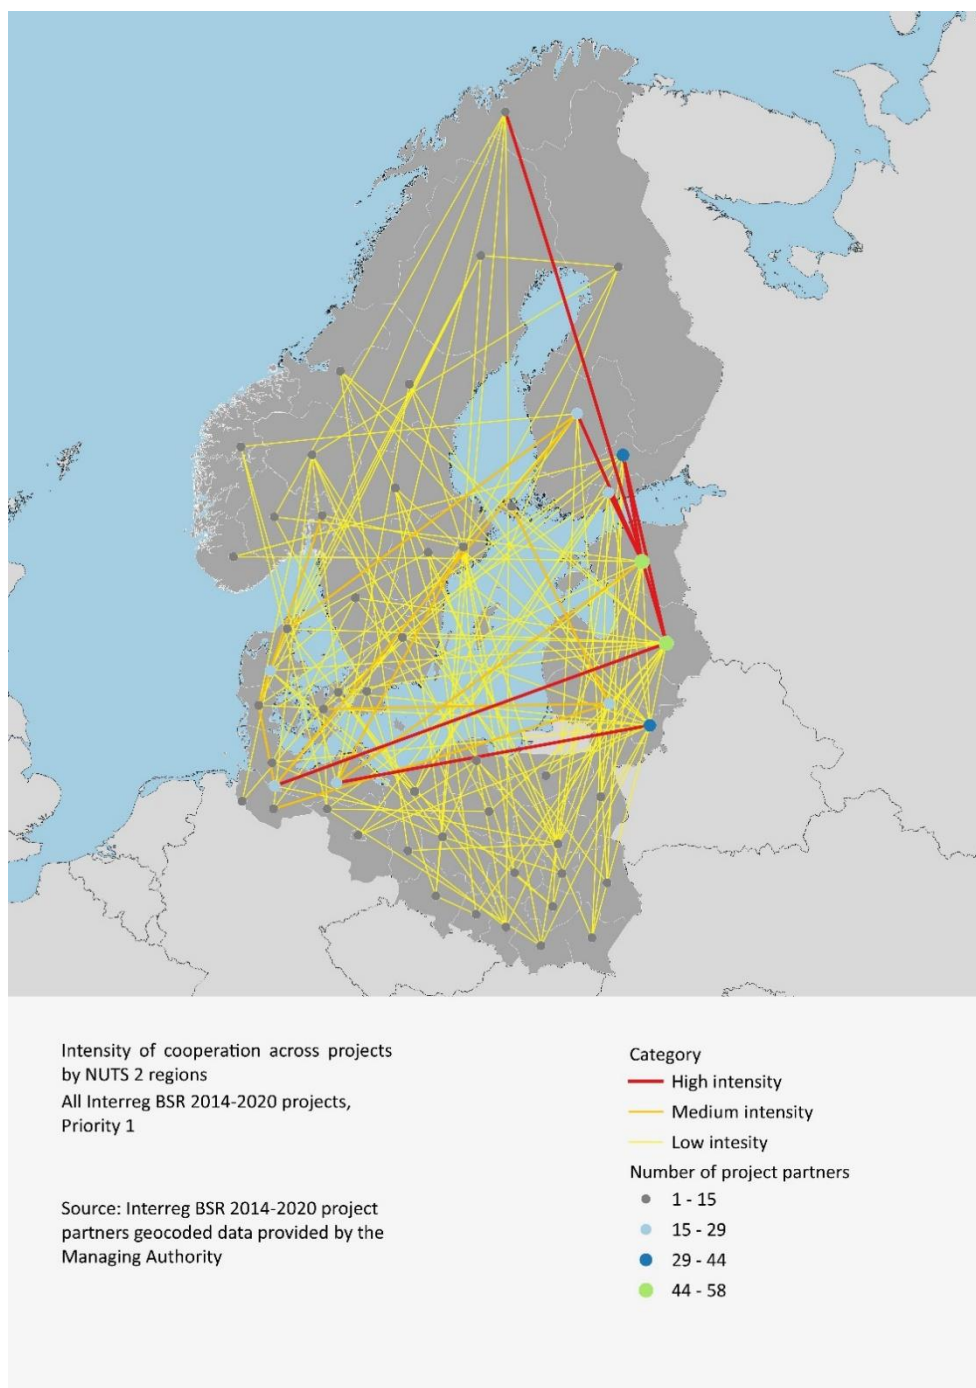 Intensity of cooperation across projects
by NUTS 2 regions
All Interreg BSR 2014-2020 projects,
Priority 1
Source: Interreg BSR 2014-2020 project
partners geocoded data provided by the
Managing Authority
Category
High intensity
Medium intensity
Low intesity
Number of project partners
1 - 15
15 - 29
29 - 44
44 - 58